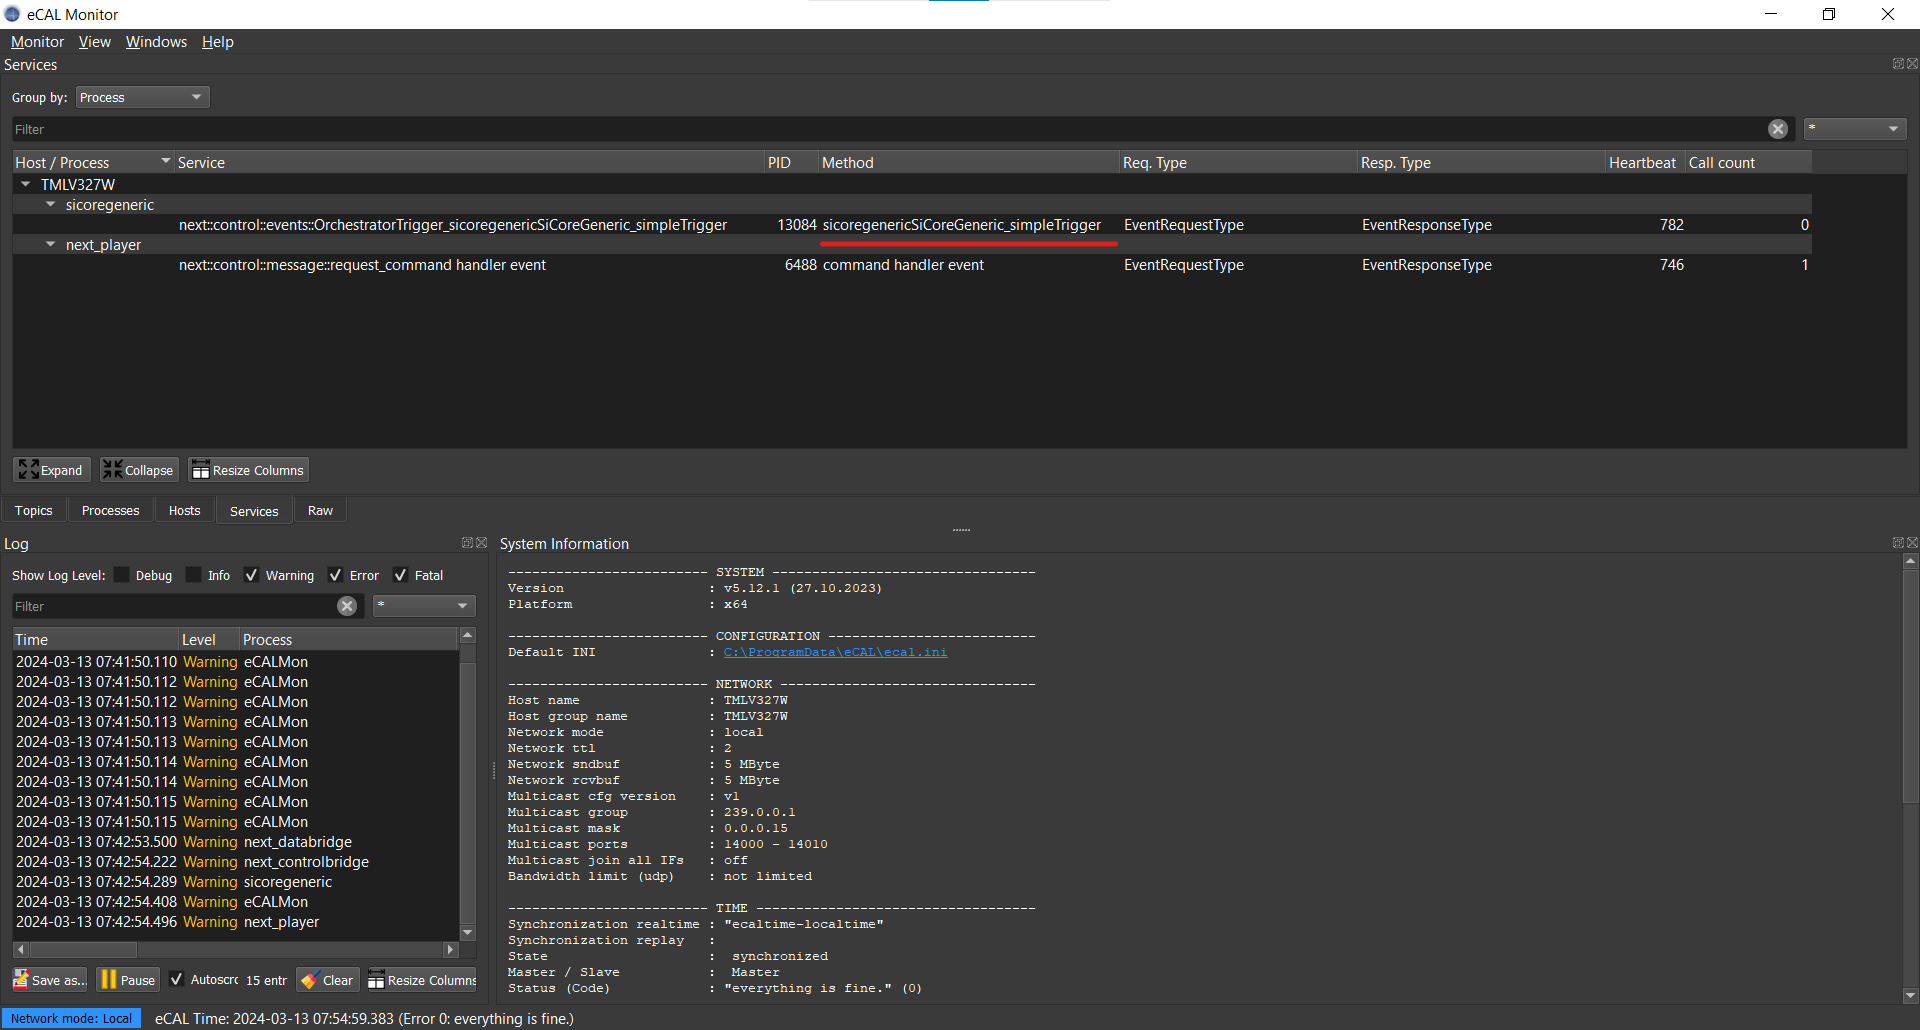 eCAL Monitor
Monitor View Windows Help
Services
Group by: Process
Filter *
Host / Process Service PID Method Req. Type Resp. Type Heartbeat Call count
TMLV327W
sicoregeneric
next::control::events::OrchestratorTrigger_sicoregenericSiCoreGeneric_simpleTrigger 13084 sicoregenericSiCoreGeneric_simpleTrigger EventRequestType EventResponseType 782 0
next_player
next::control::message::request_command handler event 6488 command handler event EventRequestType EventResponseType 746 1
Expand Collapse Resize Columns
Topics Processes Hosts Services Raw
Log
Show Log Level: Debug Info Warning Error Fatal
Filter *
Time Level Process
2024-03-13 07:41:50.110 Warning eCALMon
2024-03-13 07:41:50.112 Warning eCALMon
2024-03-13 07:41:50.112 Warning eCALMon
2024-03-13 07:41:50.113 Warning eCALMon
2024-03-13 07:41:50.113 Warning eCALMon
2024-03-13 07:41:50.114 Warning eCALMon
2024-03-13 07:41:50.114 Warning eCALMon
2024-03-13 07:41:50.115 Warning eCALMon
2024-03-13 07:41:50.115 Warning eCALMon
2024-03-13 07:42:53.500 Warning next_databridge
2024-03-13 07:42:54.222 Warning next_controlbridge
2024-03-13 07:42:54.289 Warning sicoregeneric
2024-03-13 07:42:54.408 Warning eCALMon
2024-03-13 07:42:54.496 Warning next_player
Save as... Pause Autoscrc 15 entr Clear Resize Columns
System Information
------------------------- SYSTEM ---------------------------------
Version : v5.12.1 (27.10.2023)
Platform : x64
------------------------- CONFIGURATION --------------------------
Default INI : C:\ProgramData\eCAL\ecal.ini
------------------------- NETWORK --------------------------------
Host name : TMLV327W
Host group name : TMLV327W
Network mode : local
Network ttl : 2
Network sndbuf : 5 MByte
Network rcvbuf : 5 MByte
Multicast cfg version : v1
Multicast group : 239.0.0.1
Multicast mask : 0.0.0.15
Multicast ports : 14000 - 14010
Multicast join all IFs : off
Bandwidth limit (udp) : not limited
------------------------- TIME -----------------------------------
Synchronization realtime : "ecaltime-localtime"
Synchronization replay :
State : synchronized
Master / Slave : Master
Status (Code) : "everything is fine." (0)
Network mode: Local eCAL Time: 2024-03-13 07:54:59.383 (Error 0: everything is fine.)